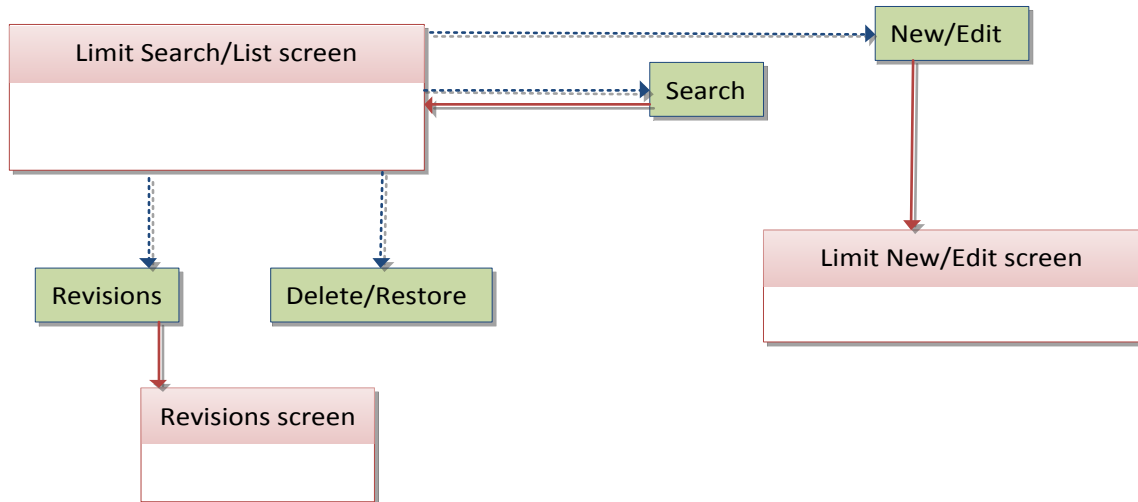 Limit Search/List screen
New/Edit
Search
Limit New/Edit screen
Revisions
Delete/Restore
Revisions screen